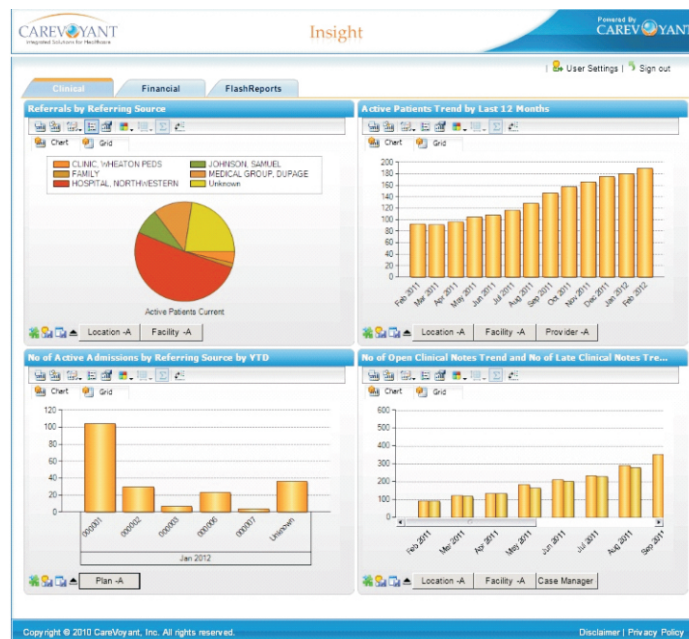 CAREVOYANT
Integrated Solutions for Healthcare
Insight
Powered By
CAREVOYANT
User Settings | Sign out
Clinical
Financial
FlashReports
Referrals by Referring Source
Chart
Grid
CLINIC, WHEATON PEDS
FAMILY
HOSPITAL, NORTHWESTERN
JOHNSON, SAMUEL
MEDICAL GROUP, DUPAGE
Unknown
Active Patients Current
Location -A
Facility -A
Active Patients Trend by Last 12 Months
Chart
Grid
200
180
160
140
120
100
80
60
40
20
0
Feb 2011
Mar 2011
Apr 2011
May 2011
Jun 2011
Jul 2011
Aug 2011
Sep 2011
Oct 2011
Nov 2011
Dec 2011
Jan 2012
Feb 2012
Location -A
Facility -A
Provider -A
No of Active Admissions by Referring Source by YTD
Chart
Grid
120
100
80
60
40
20
0
000001
000002
000003
000006
000007
Unknown
Jan 2012
Plan -A
No of Open Clinical Notes Trend and No of Late Clinical Notes Tre...
Chart
Grid
600
500
400
300
200
100
0
Feb 2011
Mar 2011
Apr 2011
May 2011
Jun 2011
Jul 2011
Aug 2011
Sep 2011
Location -A
Facility -A
Case Manager
Copyright © 2010 CareVoyant, Inc. All rights reserved.
Disclaimer | Privacy Policy